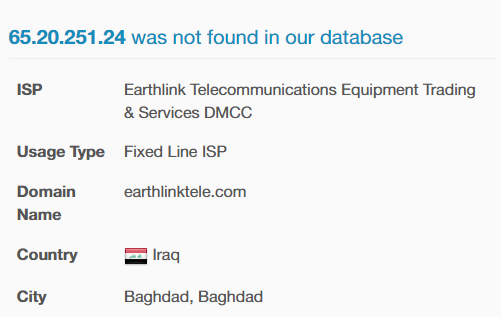 65.20.251.24 was not found in our database
ISP Earthlink Telecommunications Equipment Trading
& Services DMCC
Usage Type Fixed Line ISP
Domain earthlinktele.com
Name
Country Iraq
City Baghdad, Baghdad